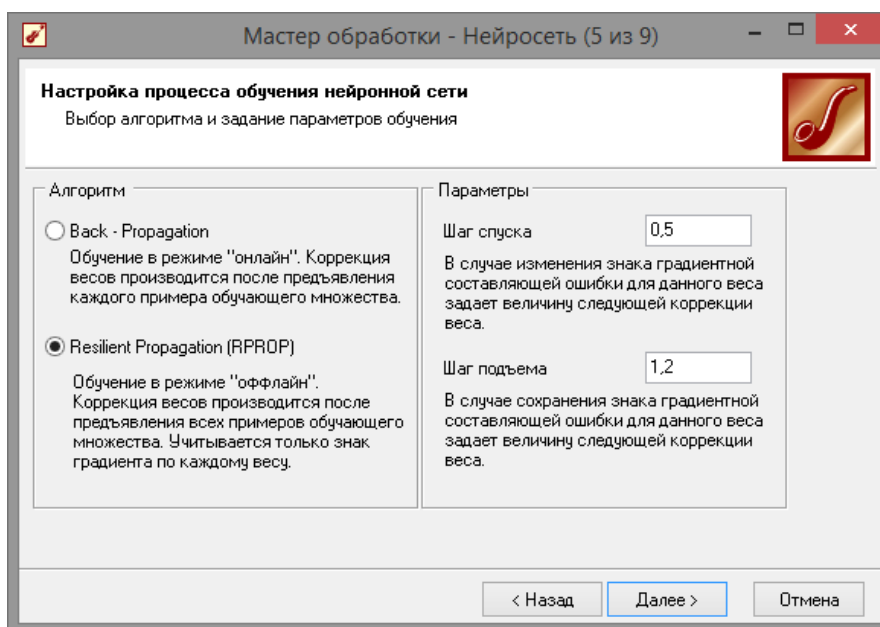 Мастер обработки - Нейросеть (5 из 9)
Настройка процесса обучения нейронной сети
Выбор алгоритма и задание параметров обучения
Алгоритм
Back - Propagation
Обучение в режиме "онлайн". Коррекция
весов производится после предъявления
каждого примера обучающего множества.
Resilient Propagation (RPROP)
Обучение в режиме "оффлайн".
Коррекция весов производится после
предъявления всех примеров обучающего
множества. Учитывается только знак
градиента по каждому весу.
Параметры
Шаг спуска 0,5
В случае изменения знака градиентной
составляющей ошибки для данного веса
задает величину следующей коррекции
веса.
Шаг подъема 1,2
В случае сохранения знака градиентной
составляющей ошибки для данного веса
задает величину следующей коррекции
веса.
< Назад Далее > Отмена